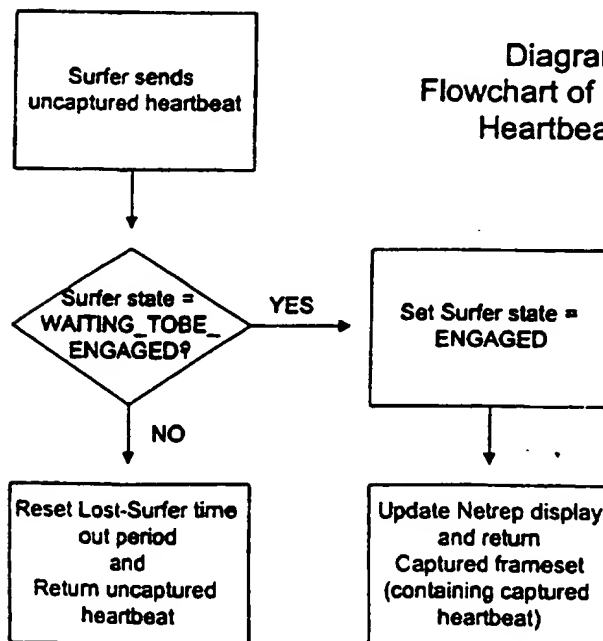 Diagra
Flowchart of
Heartbea
Surfer sends
uncaptured heartbeat
Surfer state =
WAITING_TOBE_
ENGAGED?
YES
Set Surfer state =
ENGAGED
NO
Reset Lost-Surfer time
out period
and
Return uncaptured
heartbeat
Update Netrep display
and return
Captured frameset
(containing captured
heartbeat)